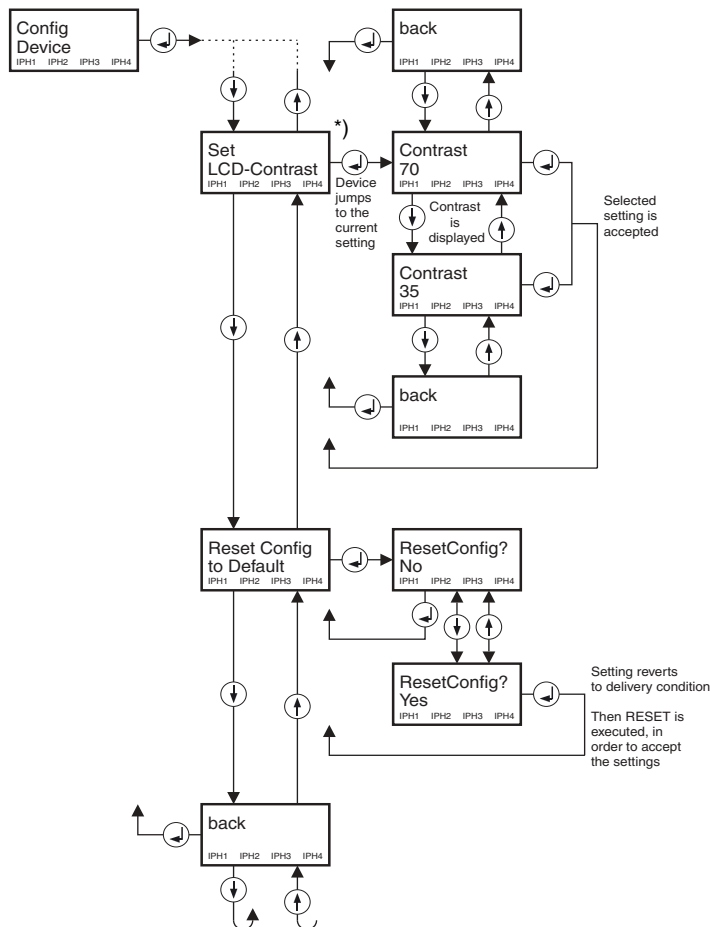 Config
Device
IPH1 IPH2 IPH3 IPH4
back
IPH1 IPH2 IPH3 IPH4
*)
Set
LCD-Contrast
IPH1 IPH2 IPH3 IPH4
Device
jumps
to the
current
setting
Contrast
70
IPH1 IPH2 IPH3 IPH4
Contrast
is
displayed
Selected
setting is
accepted
Contrast
35
IPH1 IPH2 IPH3 IPH4
back
IPH1 IPH2 IPH3 IPH4
Reset Config
to Default
IPH1 IPH2 IPH3 IPH4
ResetConfig?
No
IPH1 IPH2 IPH3 IPH4
ResetConfig?
Yes
IPH1 IPH2 IPH3 IPH4
Setting reverts
to delivery condition
Then RESET is
executed, in
order to accept
the settings
back
IPH1 IPH2 IPH3 IPH4